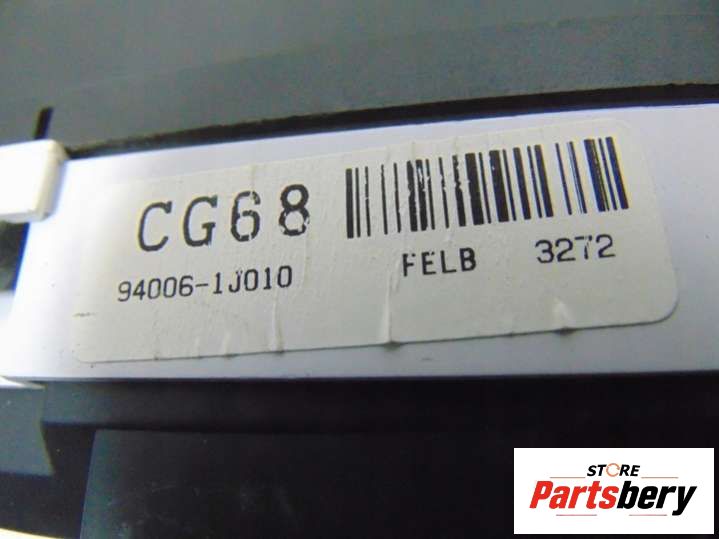 CG68
94006-1J010
FELB 3272
STORE
Partsbery